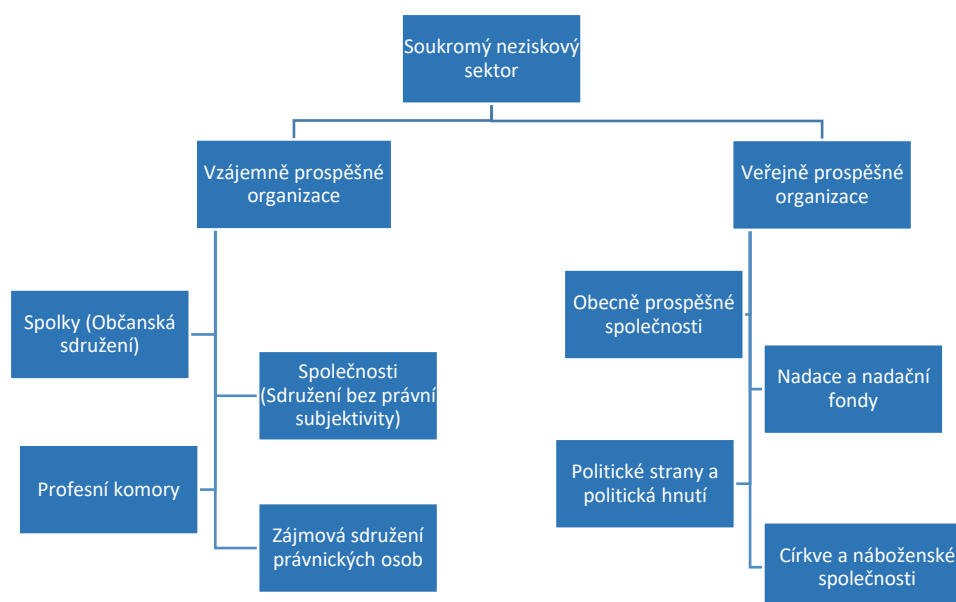 Soukromý neziskový
sektor
Vzájemně prospěšné
organizace
Veřejně prospěšné
organizace
Spolky (Občanská
sdružení)
Společnosti
(Sdružení bez právní
subjektivity)
Profesní komory
Zájmová sdružení
právnických osob
Obecně prospěšné
společnosti
Nadace a nadační
fondy
Politické strany a
politická hnutí
Církve a náboženské
společnosti